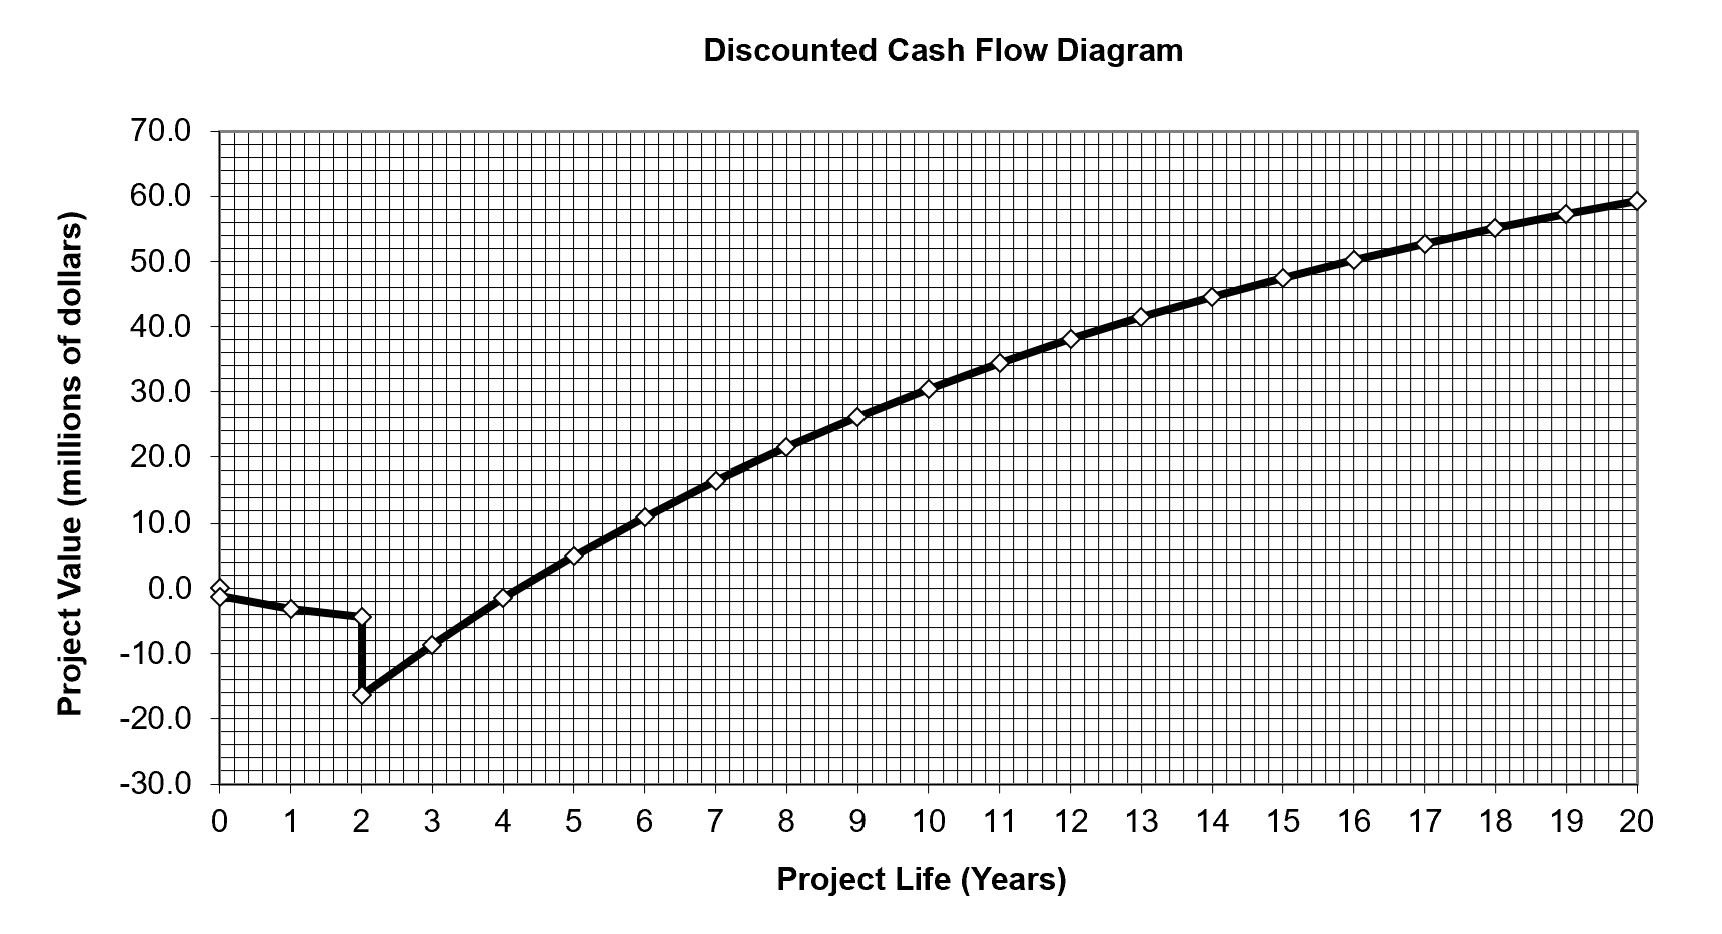 Discounted Cash Flow Diagram
70.0
60.0
50.0
40.0
30.0
20.0
10.0
0.0
-10.0
-20.0
-30.0
Project Value (millions of dollars)
0 1 2 3 4 5 6 7 8 9 10 11 12 13 14 15 16 17 18 19 20
Project Life (Years)